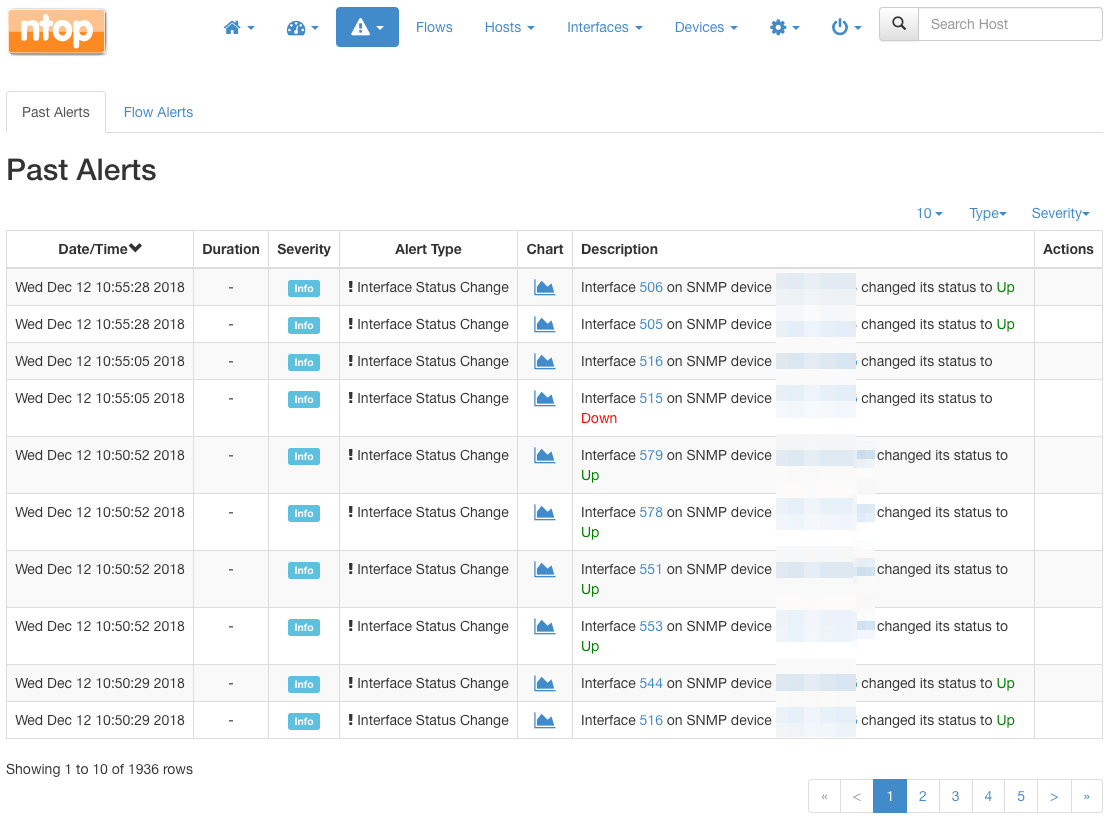 ntop
Flows Hosts Interfaces Devices Search Host
Past Alerts Flow Alerts
Past Alerts
10 Type Severity
Date/Time Duration Severity Alert Type Chart Description Actions
Wed Dec 12 10:55:28 2018 - Info ! Interface Status Change Interface 506 on SNMP device changed its status to Up
Wed Dec 12 10:55:28 2018 - Info ! Interface Status Change Interface 505 on SNMP device changed its status to Up
Wed Dec 12 10:55:05 2018 - Info ! Interface Status Change Interface 516 on SNMP device changed its status to
Wed Dec 12 10:55:05 2018 - Info ! Interface Status Change Interface 515 on SNMP device changed its status to
Down
Wed Dec 12 10:50:52 2018 - Info ! Interface Status Change Interface 579 on SNMP device changed its status to
Up
Wed Dec 12 10:50:52 2018 - Info ! Interface Status Change Interface 578 on SNMP device changed its status to
Up
Wed Dec 12 10:50:52 2018 - Info ! Interface Status Change Interface 551 on SNMP device changed its status to
Up
Wed Dec 12 10:50:52 2018 - Info ! Interface Status Change Interface 553 on SNMP device changed its status to
Up
Wed Dec 12 10:50:29 2018 - Info ! Interface Status Change Interface 544 on SNMP device changed its status to Up
Wed Dec 12 10:50:29 2018 - Info ! Interface Status Change Interface 516 on SNMP device changed its status to Up
Showing 1 to 10 of 1936 rows
« < 1 2 3 4 5 > »